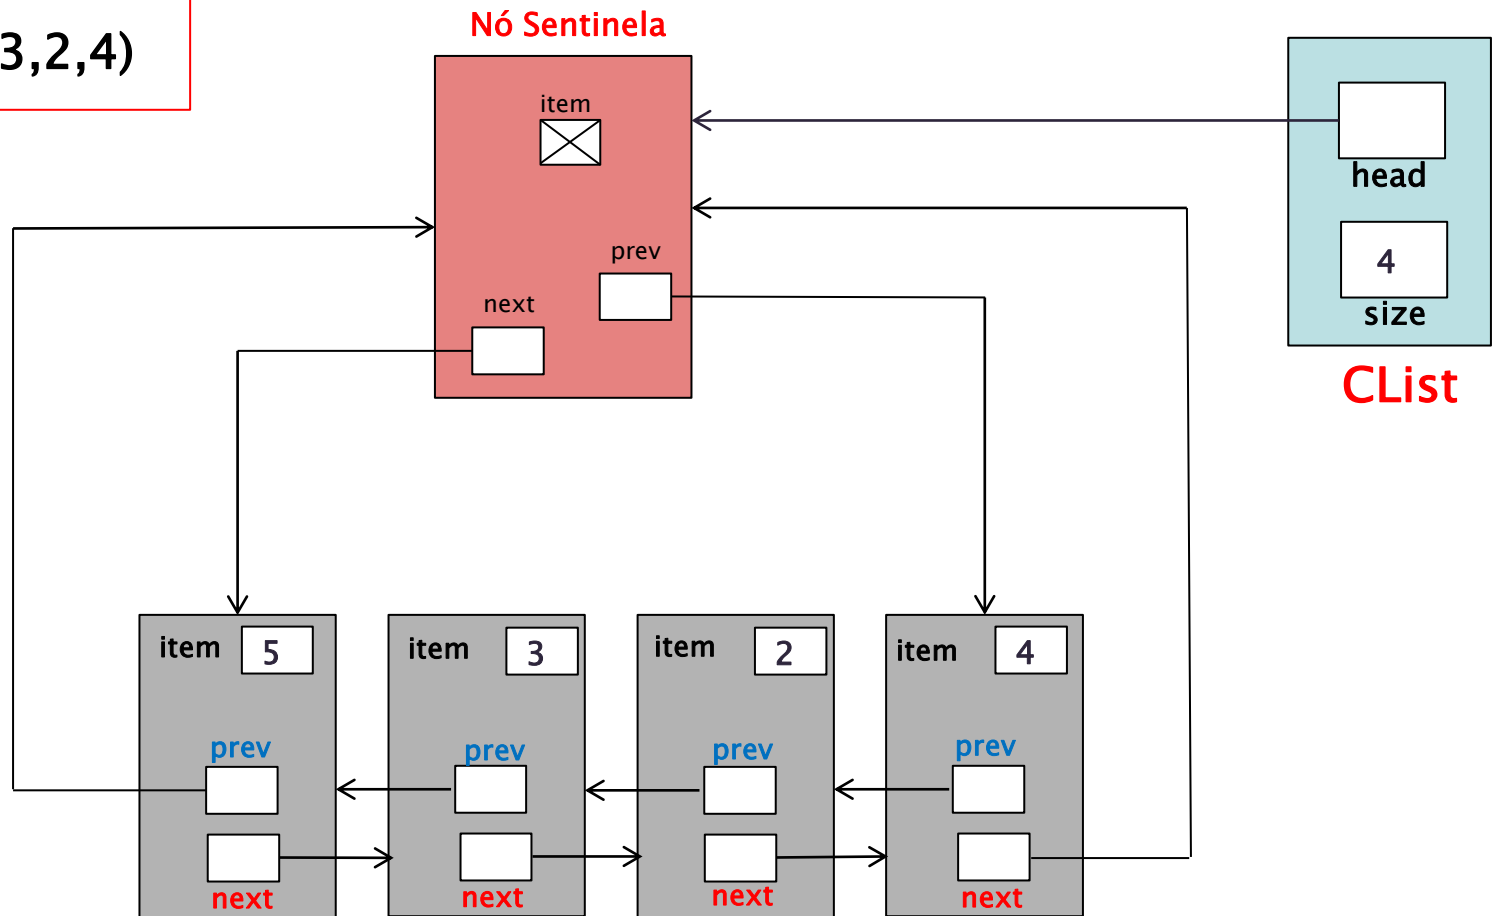 Nó Sentinela
3,2,4)
item
head
prev
4
next
size
CList
item 5
item 3
item 2
item 4
prev
prev
prev
prev
next
next
next
next